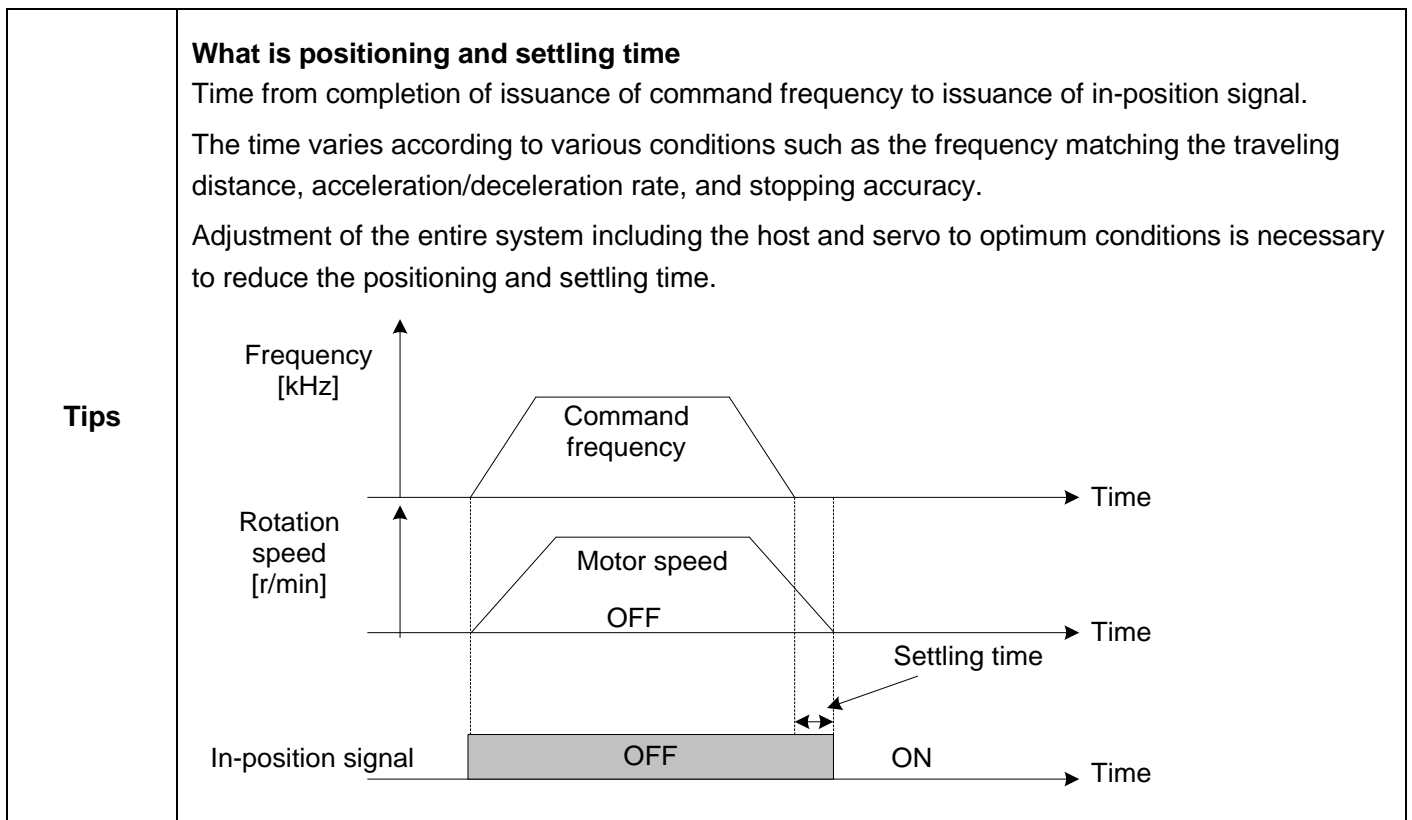 Tips
What is positioning and settling time
Time from completion of issuance of command frequency to issuance of in-position signal.
The time varies according to various conditions such as the frequency matching the traveling
distance, acceleration/deceleration rate, and stopping accuracy.
Adjustment of the entire system including the host and servo to optimum conditions is necessary
to reduce the positioning and settling time.
Frequency
[kHz]
Command
frequency
Time
Rotation
speed
[r/min]
Motor speed
OFF
Time
Settling time
In-position signal
OFF
ON
Time